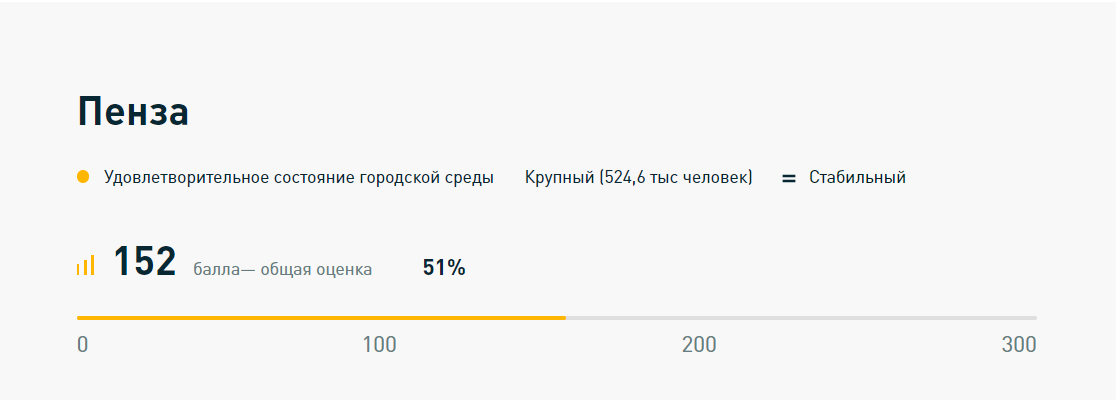 Пенза
Удовлетворительное состояние городской среды Крупный (524,6 тыс человек) = Стабильный
152 балла— общая оценка 51%
0 100 200 300